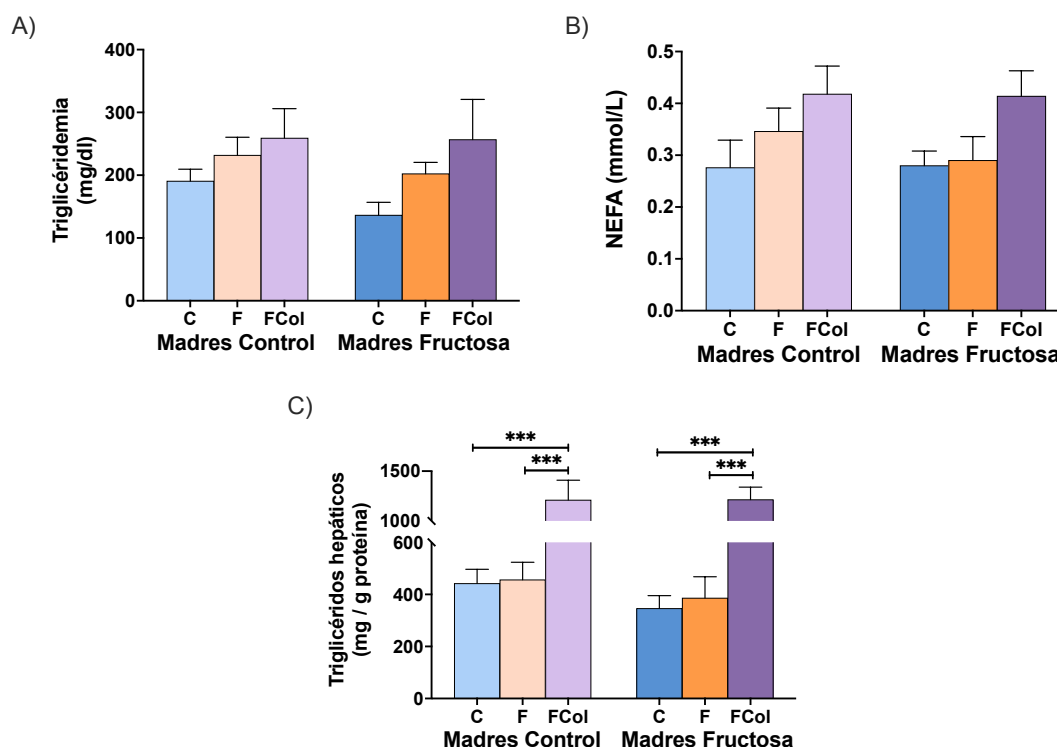 A)
Triglicéridemia
(mg/dl)
400
300
200
100
0
C F FCol C F FCol
Madres Control Madres Fructosa
B)
NEFA (mmol/L)
0.5
0.4
0.3
0.2
0.1
0.0
C F FCol C F FCol
Madres Control Madres Fructosa
C)
Triglicéridos hepáticos
(mg / g proteína)
1500
1000
600
400
200
0
*** ***
*** ***
C F FCol C F FCol
Madres Control Madres Fructosa